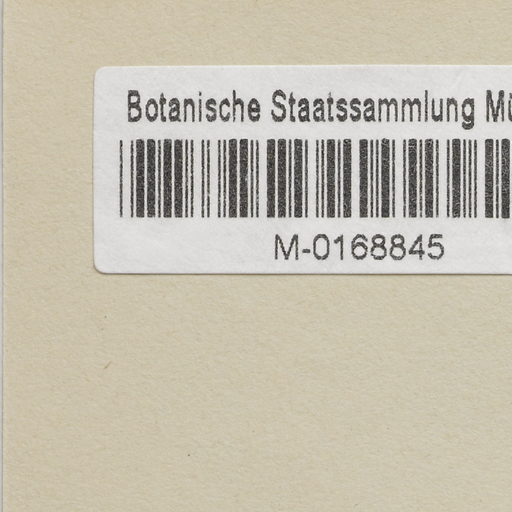 Botanische Staatssammlung Mü
M-0168845